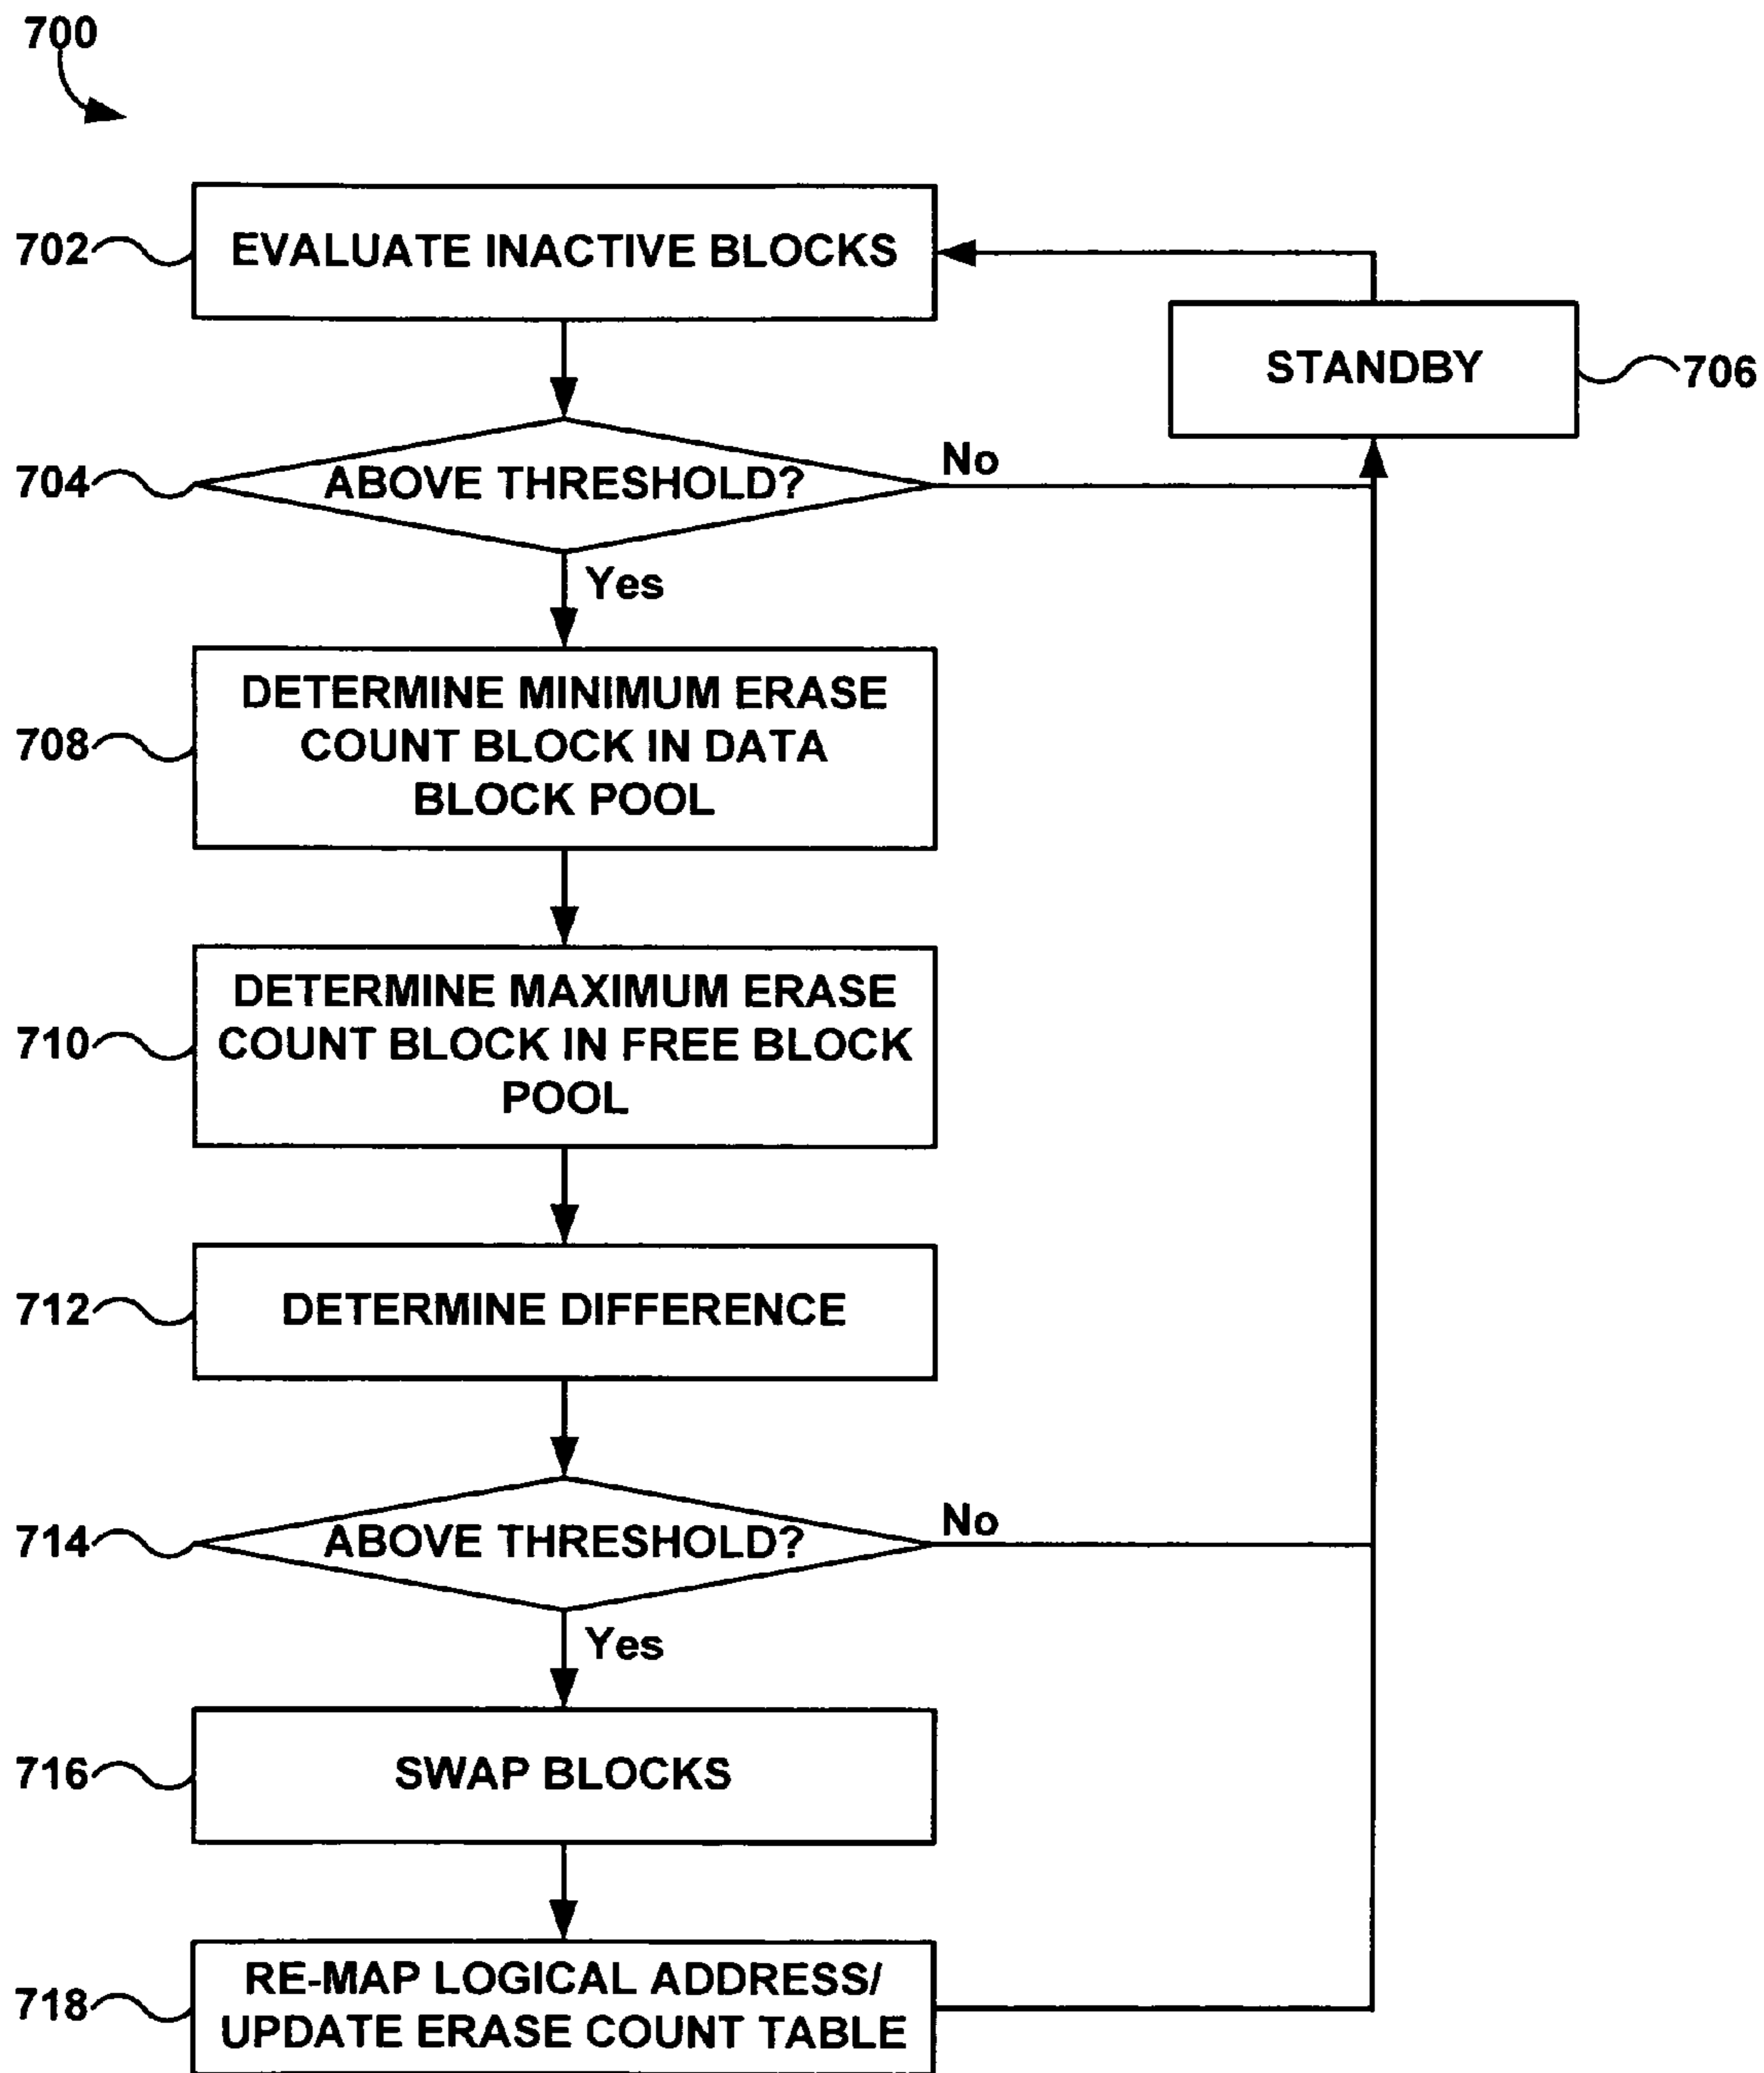 700
702
EVALUATE INACTIVE BLOCKS
STANDBY
706
704
ABOVE THRESHOLD?
No
Yes
708
DETERMINE MINIMUM ERASE
COUNT BLOCK IN DATA
BLOCK POOL
710
DETERMINE MAXIMUM ERASE
COUNT BLOCK IN FREE BLOCK
POOL
712
DETERMINE DIFFERENCE
714
ABOVE THRESHOLD?
No
Yes
716
SWAP BLOCKS
718
RE-MAP LOGICAL ADDRESS/
UPDATE ERASE COUNT TABLE